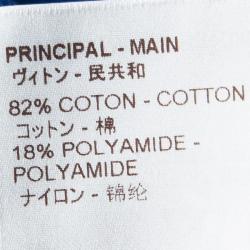 PRINCIPAL - MAIN
ヴィトン - 民共和
82% COTON - COTTON
コットン - 棉
18% POLYAMIDE -
POLYAMIDE
ナイロン - 锦纶